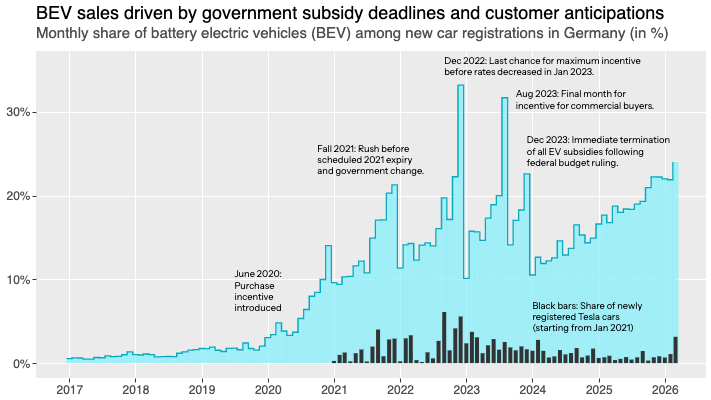 BEV sales driven by government subsidy deadlines and customer anticipations
Monthly share of battery electric vehicles (BEV) among new car registrations in Germany (in %)
Dec 2022: Last chance for maximum incentive
before rates decreased in Jan 2023.
Aug 2023: Final month for
incentive for commercial buyers.
Dec 2023: Immediate termination
of all EV subsidies following
federal budget ruling.
Fall 2021: Rush before
scheduled 2021 expiry
and government change.
June 2020:
Purchase
incentive
introduced
Black bars: Share of newly
registered Tesla cars
(starting from Jan 2021)
30%
20%
10%
0%
2017 2018 2019 2020 2021 2022 2023 2024 2025 2026